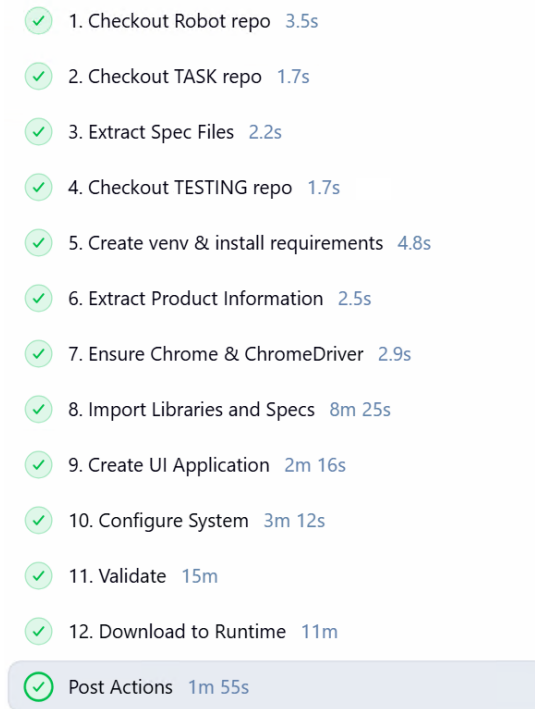 1. Checkout Robot repo 3.5s
2. Checkout TASK repo 1.7s
3. Extract Spec Files 2.2s
4. Checkout TESTING repo 1.7s
5. Create venv & install requirements 4.8s
6. Extract Product Information 2.5s
7. Ensure Chrome & ChromeDriver 2.9s
8. Import Libraries and Specs 8m 25s
9. Create UI Application 2m 16s
10. Configure System 3m 12s
11. Validate 15m
12. Download to Runtime 11m
Post Actions 1m 55s